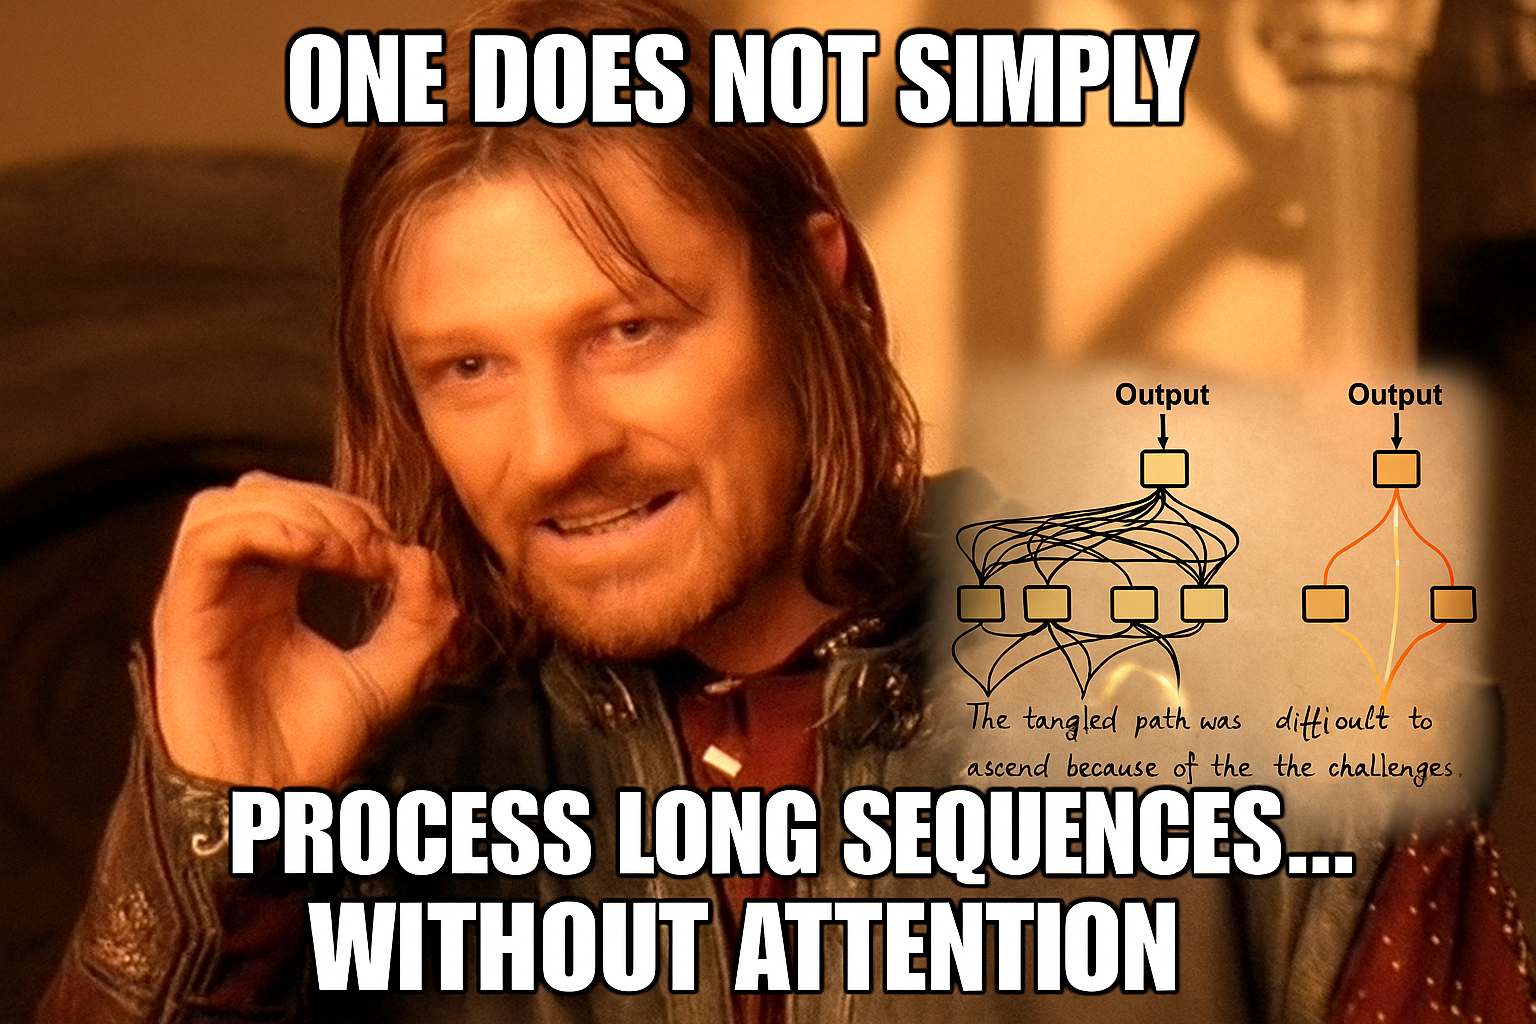 ONE DOES NOT SIMPLY
Output Output
The tangled path was diffioult to
ascend because of the the challenges.
PROCESS LONG SEQUENCES...
WITHOUT ATTENTION